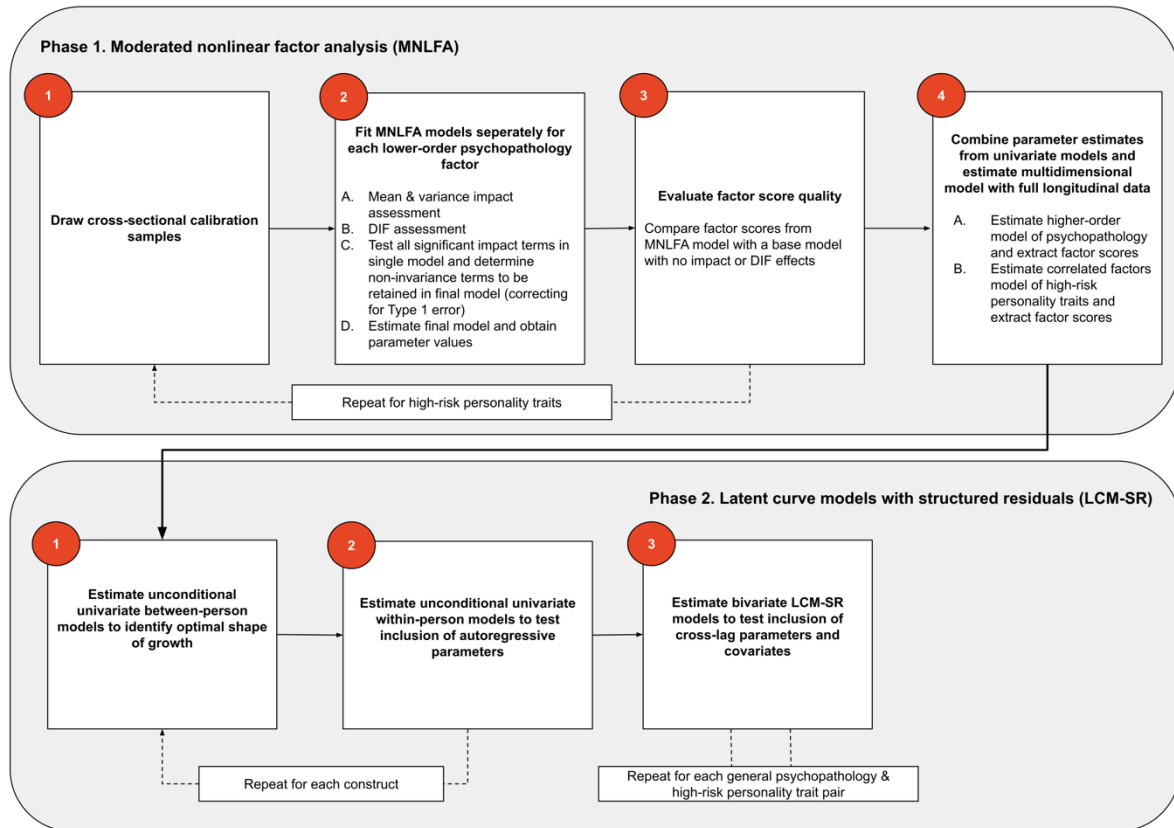 Phase 1. Moderated nonlinear factor analysis (MNLFA)
1
Draw cross-sectional calibration
samples
2
Fit MNLFA models seperately for
each lower-order psychopathology
factor
A. Mean & variance impact
assessment
B. DIF assessment
C. Test all significant impact terms in
single model and determine
non-invariance terms to be
retained in final model (correcting
for Type 1 error)
D. Estimate final model and obtain
parameter values
3
Evaluate factor score quality
Compare factor scores from
MNLFA model with a base model
with no impact or DIF effects
4
Combine parameter estimates
from univariate models and
estimate multidimensional
model with full longitudinal data
A. Estimate higher-order
model of psychopathology
and extract factor scores
B. Estimate correlated factors
model of high-risk
personality traits and
extract factor scores
Repeat for high-risk personality traits
Phase 2. Latent curve models with structured residuals (LCM-SR)
1
Estimate unconditional
univariate between-person
models to identify optimal shape
of growth
2
Estimate unconditional univariate
within-person models to test
inclusion of autoregressive
parameters
3
Estimate bivariate LCM-SR
models to test inclusion of
cross-lag parameters and
covariates
Repeat for each construct
Repeat for each general psychopathology &
high-risk personality trait pair